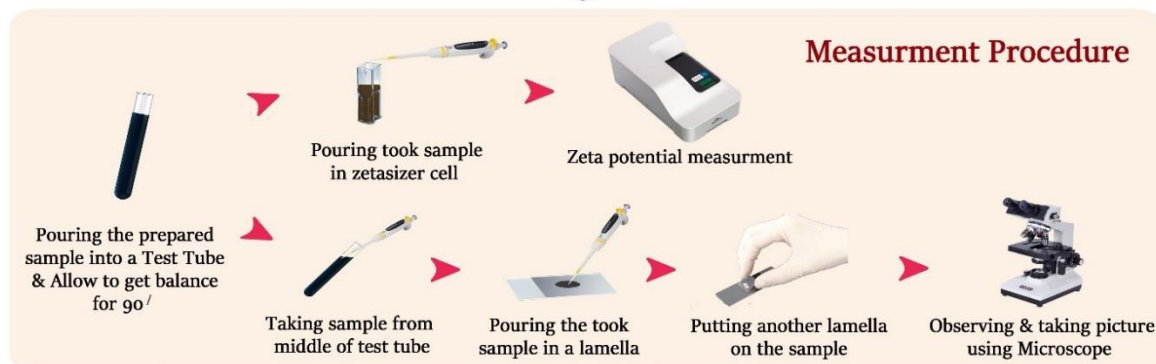 Measurment Procedure
Pouring took sample
in zetasizer cell
Zeta potential measurment
Pouring the prepared
sample into a Test Tube
& Allow to get balance
for 90 /
Taking sample from
middle of test tube
Pouring the took
sample in a lamella
Putting another lamella
on the sample
Observing & taking picture
using Microscope